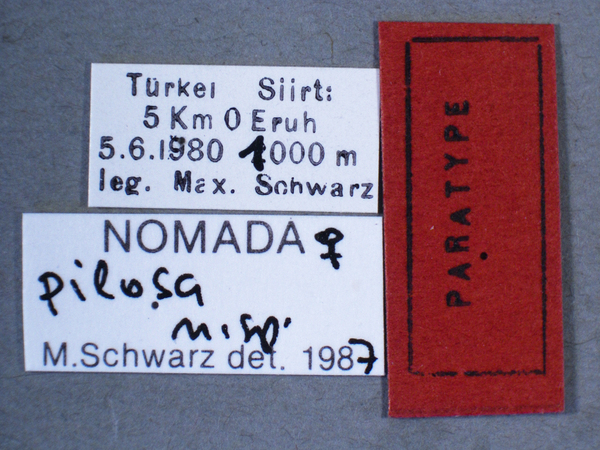 Türkei Siirt:
5 Km O Eruh
5.6.1980 1000 m
leg. Max. Schwarz
NOMADA ♀
pilosa
n.sp.
M.Schwarz det. 1987
PARATYPE